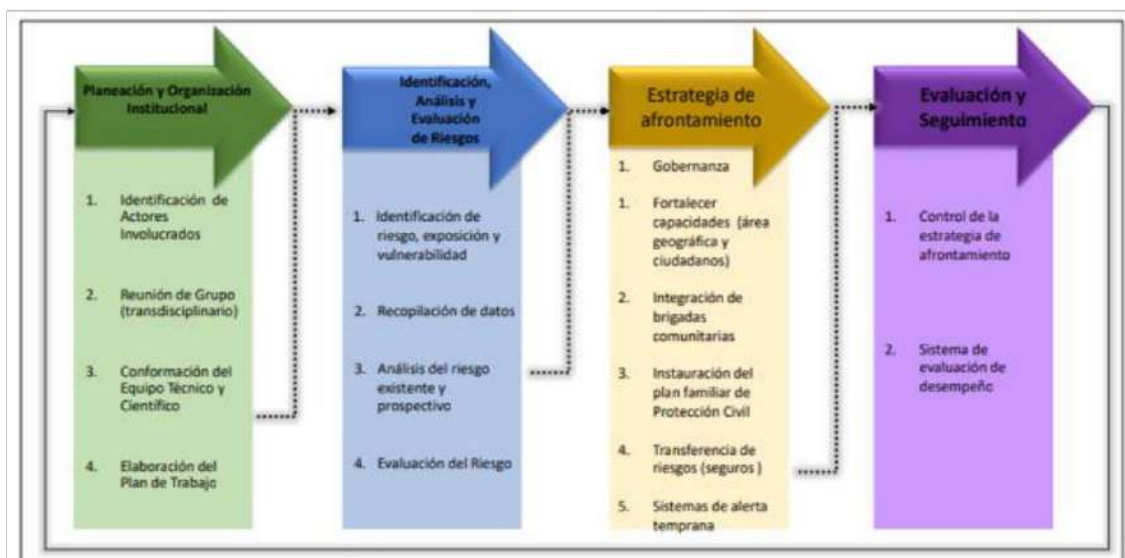 Planeación y Organización
Institucional
1. Identificación de
Actores
Involucrados
2. Reunión de Grupo
(transdisciplinario)
3. Conformación del
Equipo Técnico y
Científico
4. Elaboración del
Plan de Trabajo
Identificación,
Análisis y
Evaluación
de Riesgos
1. Identificación de
riesgo, exposición y
vulnerabilidad
2. Recopilación de datos
3. Análisis del riesgo
existente y
prospectivo
4. Evaluación del Riesgo
Estrategia de
afrontamiento
1. Gobernanza
1. Fortalecer
capacidades (área
geográfica y
ciudadanos)
2. Integración de
brigadas
comunitarias
3. Instauración del
plan familiar de
Protección Civil
4. Transferencia de
riesgos (seguros )
5. Sistemas de alerta
temprana
Evaluación y
Seguimiento
1. Control de la
estrategia de
afrontamiento
2. Sistema de
evaluación de
desempeño